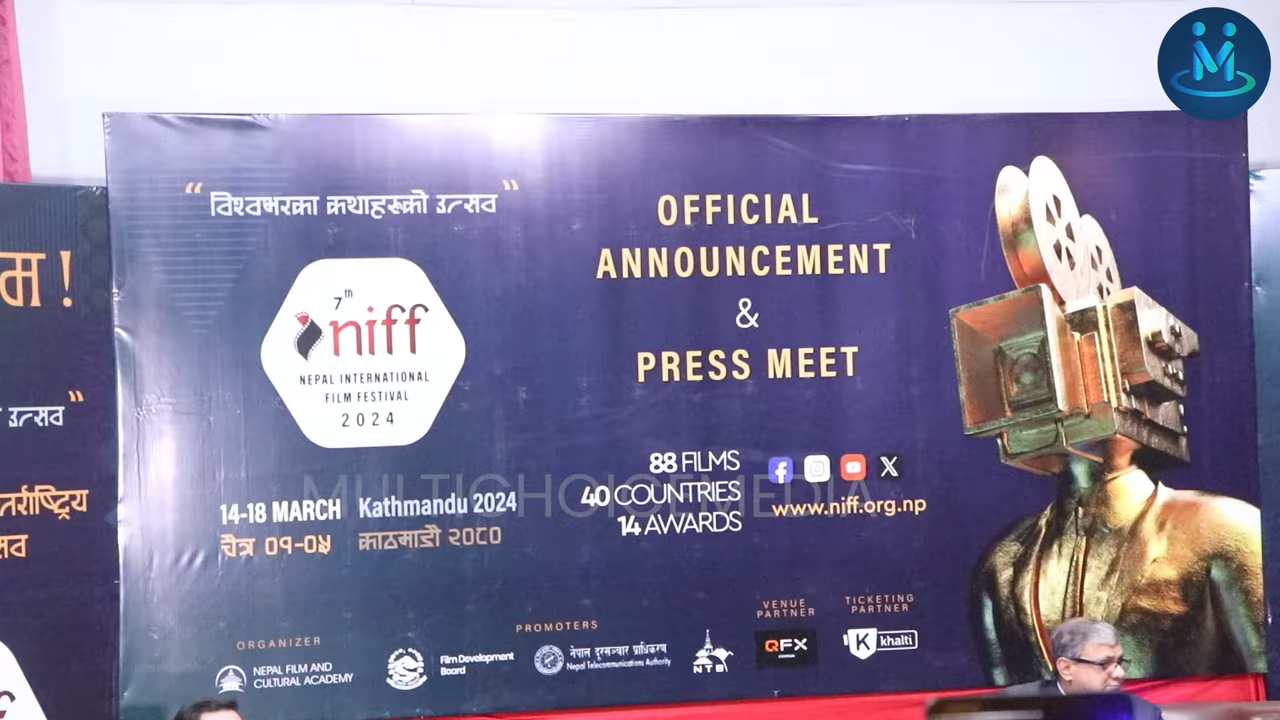 म !
उत्सव ”
तर्राष्ट्रिय
सव
“ विश्वभरका कथाहरूको उत्सव ”
7th
niff
NEPAL INTERNATIONAL
FILM FESTIVAL
2024
14-18 MARCH Kathmandu 2024
चैत्र ०१-०५ काठमाडौं २०८०
OFFICIAL
ANNOUNCEMENT
&
PRESS MEET
88 FILMS
40 COUNTRIES
14 AWARDS
www.niff.org.np
MULTICHOICEMEDIA
ORGANIZER
NEPAL FILM AND
CULTURAL ACADEMY
PROMOTERS
Film Development
Board
नेपाल दूरसञ्चार प्राधिकरण
Nepal Telecommunications Authority
NTB
VENUE
PARTNER
QFX
CINEMAS
TICKETING
PARTNER
K khalti
M